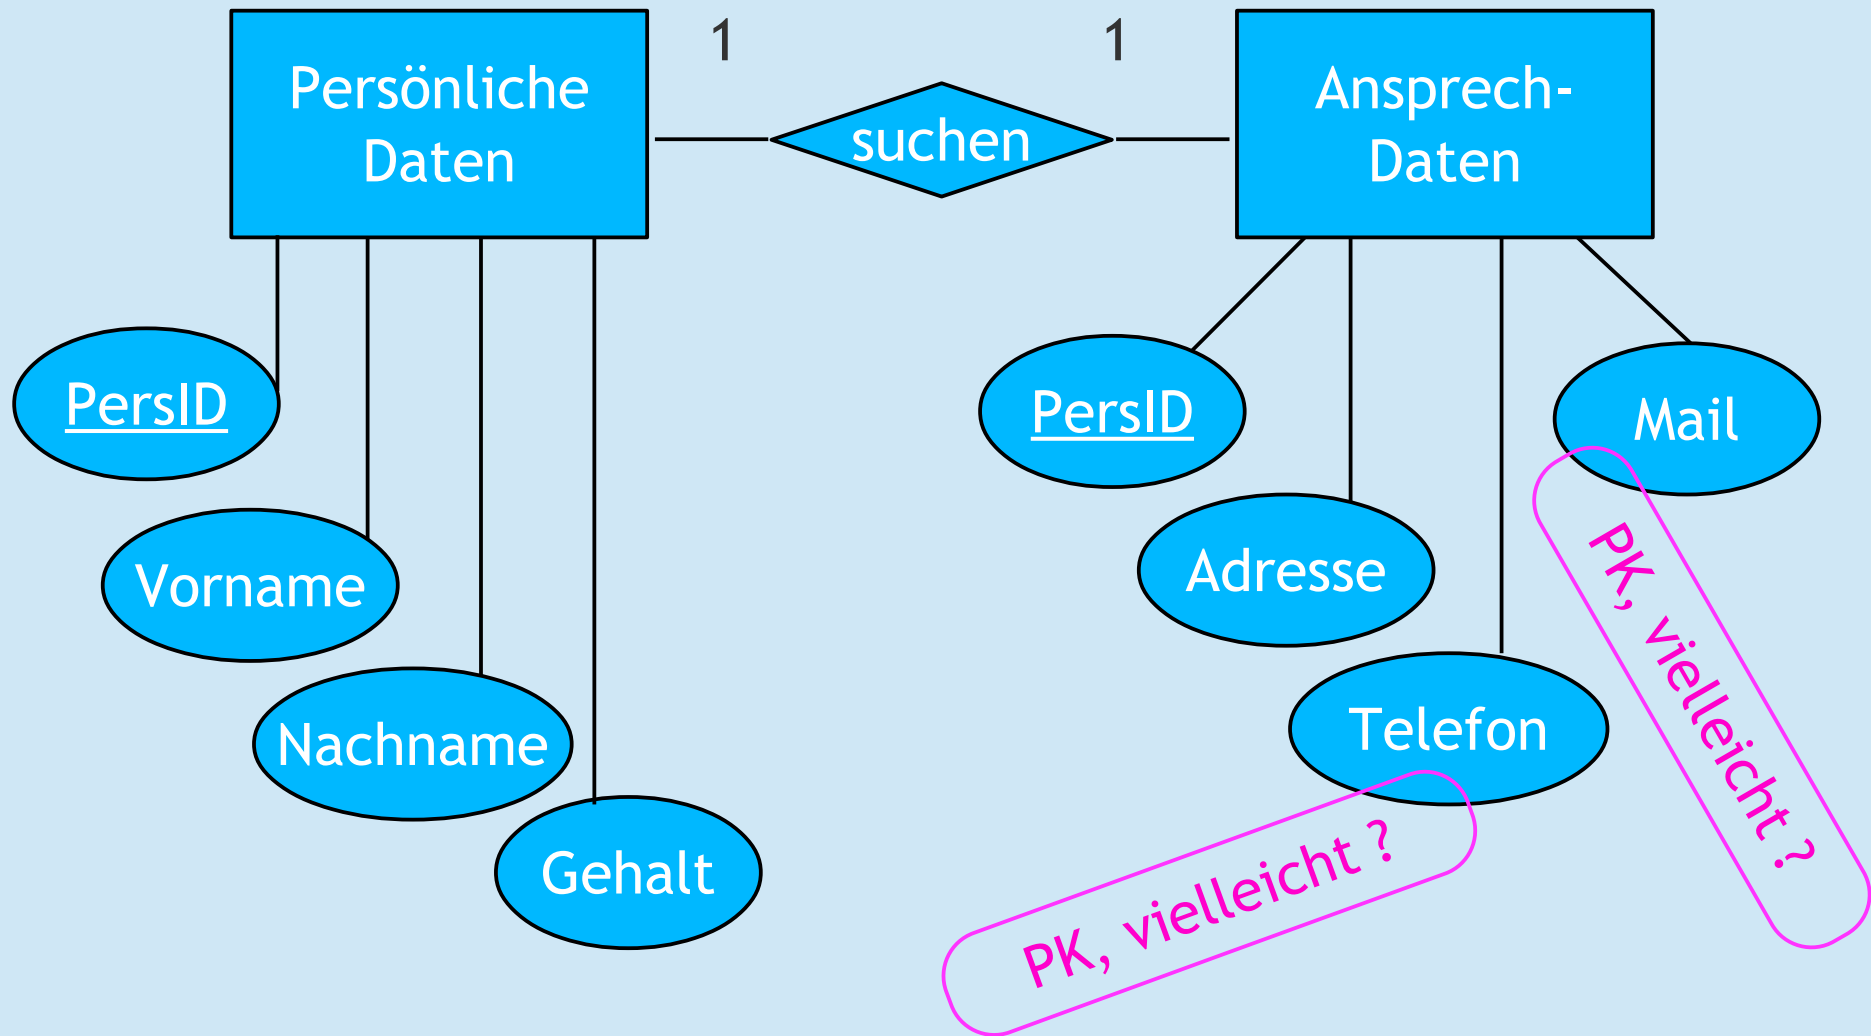 Persönliche
Daten
1
suchen
1
Ansprech-
Daten
PersID
Vorname
Nachname
Gehalt
PersID
Adresse
Telefon
Mail
PK, vielleicht ?
PK, vielleicht ?